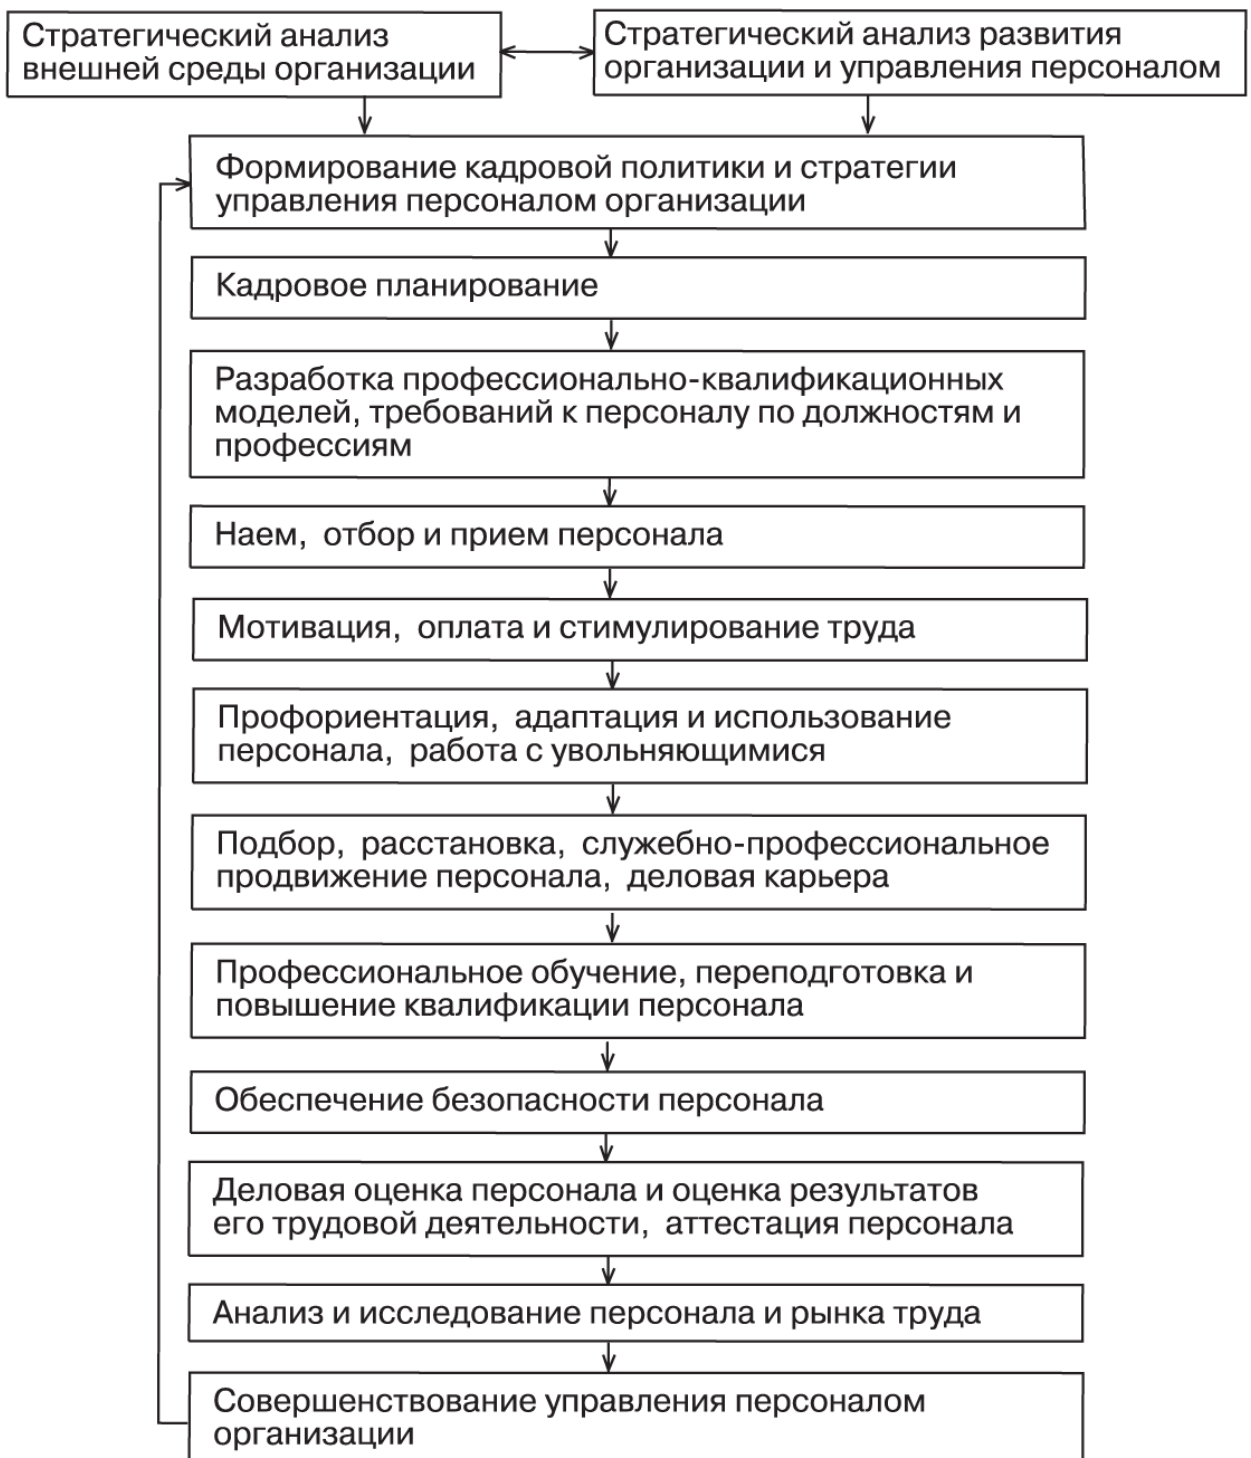 Стратегический анализ
внешней среды организации
Стратегический анализ развития
организации и управления персоналом
Формирование кадровой политики и стратегии
управления персоналом организации
Кадровое планирование
Разработка профессионально-квалификационных
моделей, требований к персоналу по должностям и
профессиям
Наем, отбор и прием персонала
Мотивация, оплата и стимулирование труда
Профориентация, адаптация и использование
персонала, работа с увольняющимися
Подбор, расстановка, служебно-профессиональное
продвижение персонала, деловая карьера
Профессиональное обучение, переподготовка и
повышение квалификации персонала
Обеспечение безопасности персонала
Деловая оценка персонала и оценка результатов
его трудовой деятельности, аттестация персонала
Анализ и исследование персонала и рынка труда
Совершенствование управления персоналом
организации